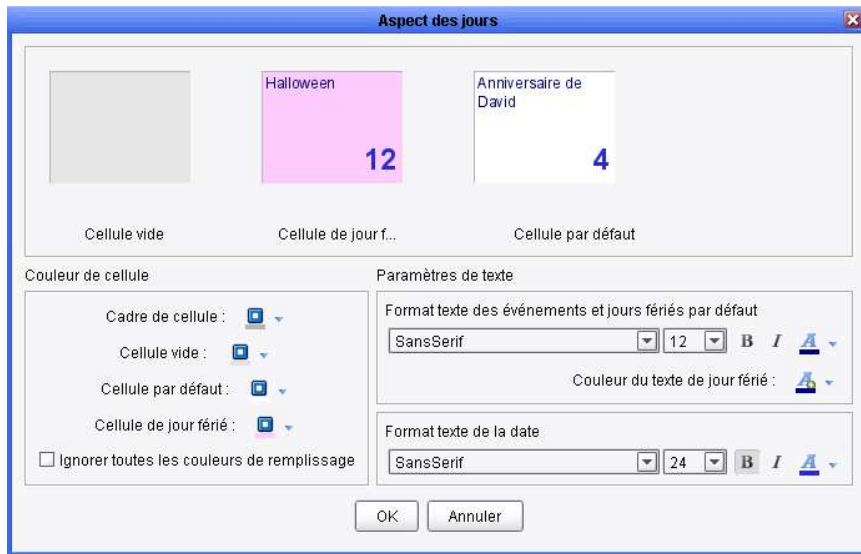 Aspect des jours
Halloween
12
Anniversaire de
David
4
Cellule vide
Cellule de jour f...
Cellule par défaut
Couleur de cellule
Cadre de cellule :
Cellule vide :
Cellule par défaut :
Cellule de jour férié :
Ignorer toutes les couleurs de remplissage
Paramètres de texte
Format texte des événements et jours fériés par défaut
SansSerif 12 B I A
Couleur du texte de jour férié : A
Format texte de la date
SansSerif 24 B I A
OK Annuler